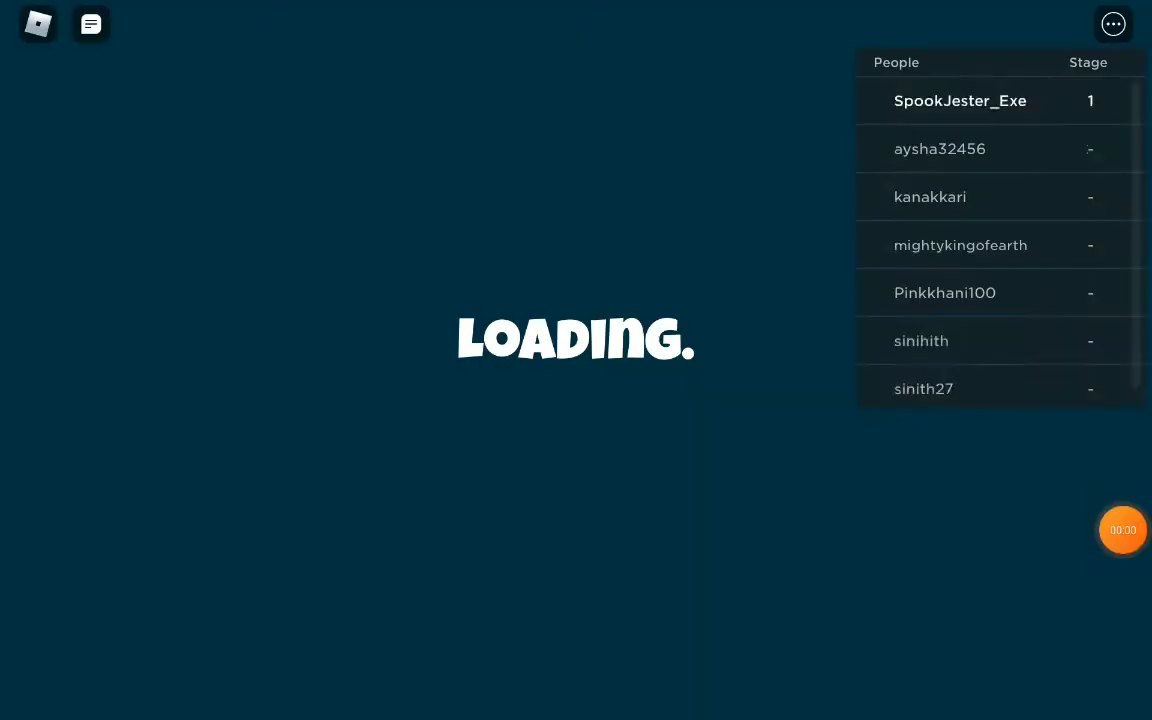 People Stage
SpookJester_Exe 1
aysha32456 -
kanakkari -
mightykingofearth -
Pinkkhani100 -
LOADING.
sinihith -
sinith27 -
00:00